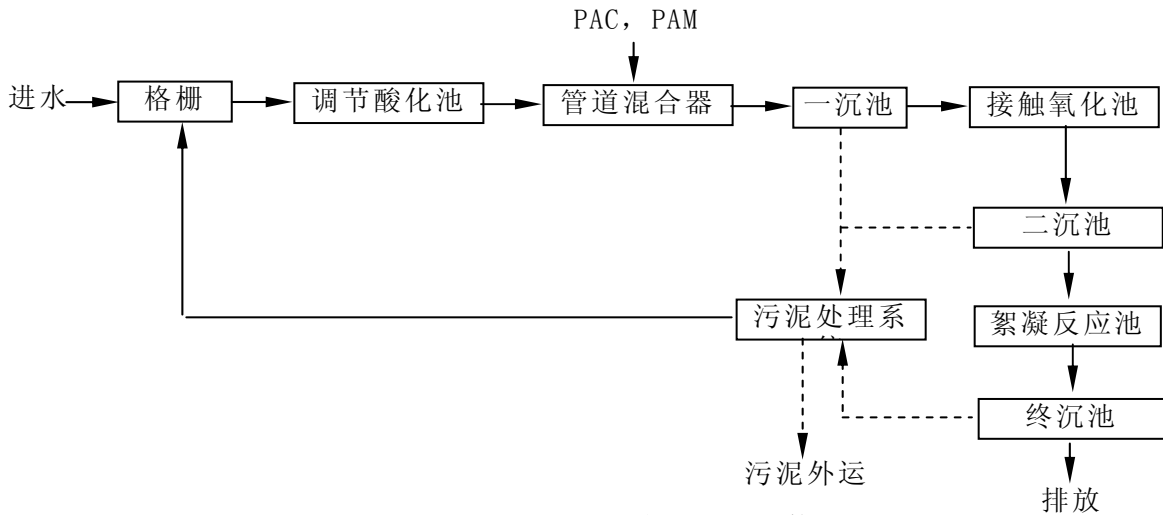 PAC, PAM
进水
格栅
调节酸化池
管道混合器
一沉池
接触氧化池
二沉池
污泥处理系
絮凝反应池
终沉池
污泥外运
排放